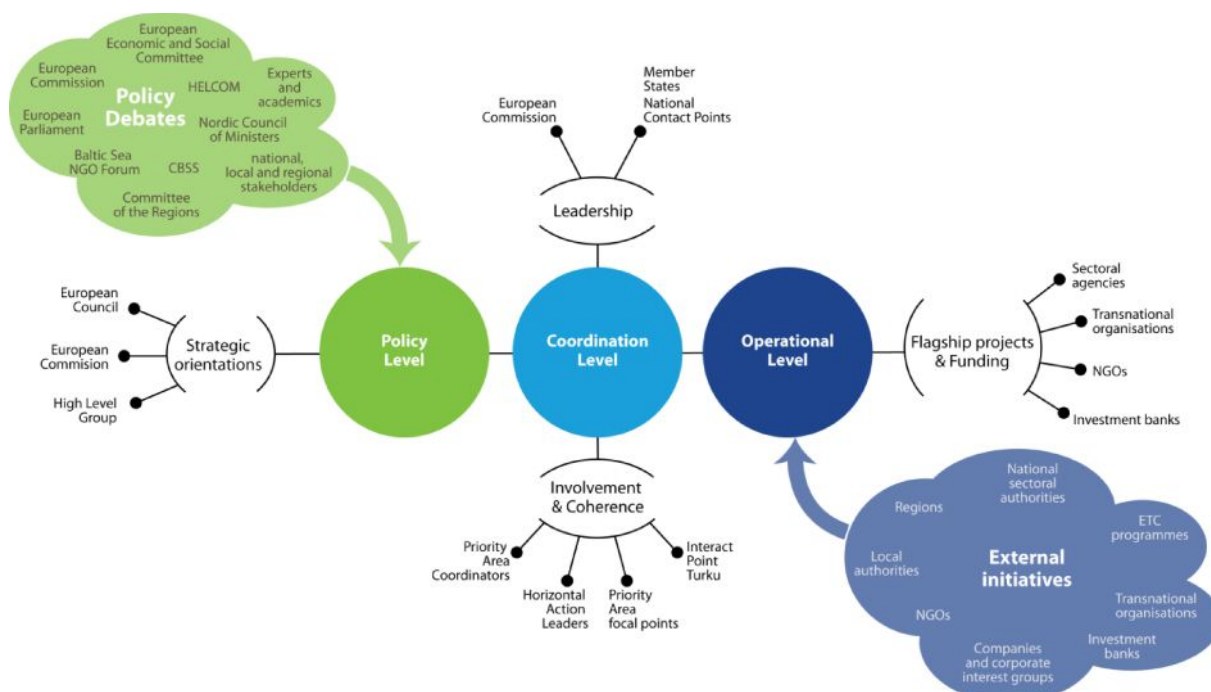 European
Economic and Social
Committee
European
Commission
HELCOM
Experts
and
academics
Policy
Debates
European
Parliament
Nordic Council
of Ministers
Baltic Sea
NGO Forum
CBSS
national,
local and regional
stakeholders
Committee
of the Regions
European
Commission
Member
States
National
Contact Points
Leadership
European
Council
European
Commision
High Level
Group
Strategic
orientations
Policy
Level
Coordination
Level
Operational
Level
Flagship projects
& Funding
Sectoral
agencies
Transnational
organisations
NGOs
Investment banks
Involvement
& Coherence
Priority
Area
Coordinators
Horizontal
Action
Leaders
Priority
Area
focal points
Interact
Point
Turku
National
sectoral
authorities
Regions
ETC
programmes
Local
authorities
External
initiatives
NGOs
Transnational
organisations
Companies
and corporate
interest groups
Investment
banks